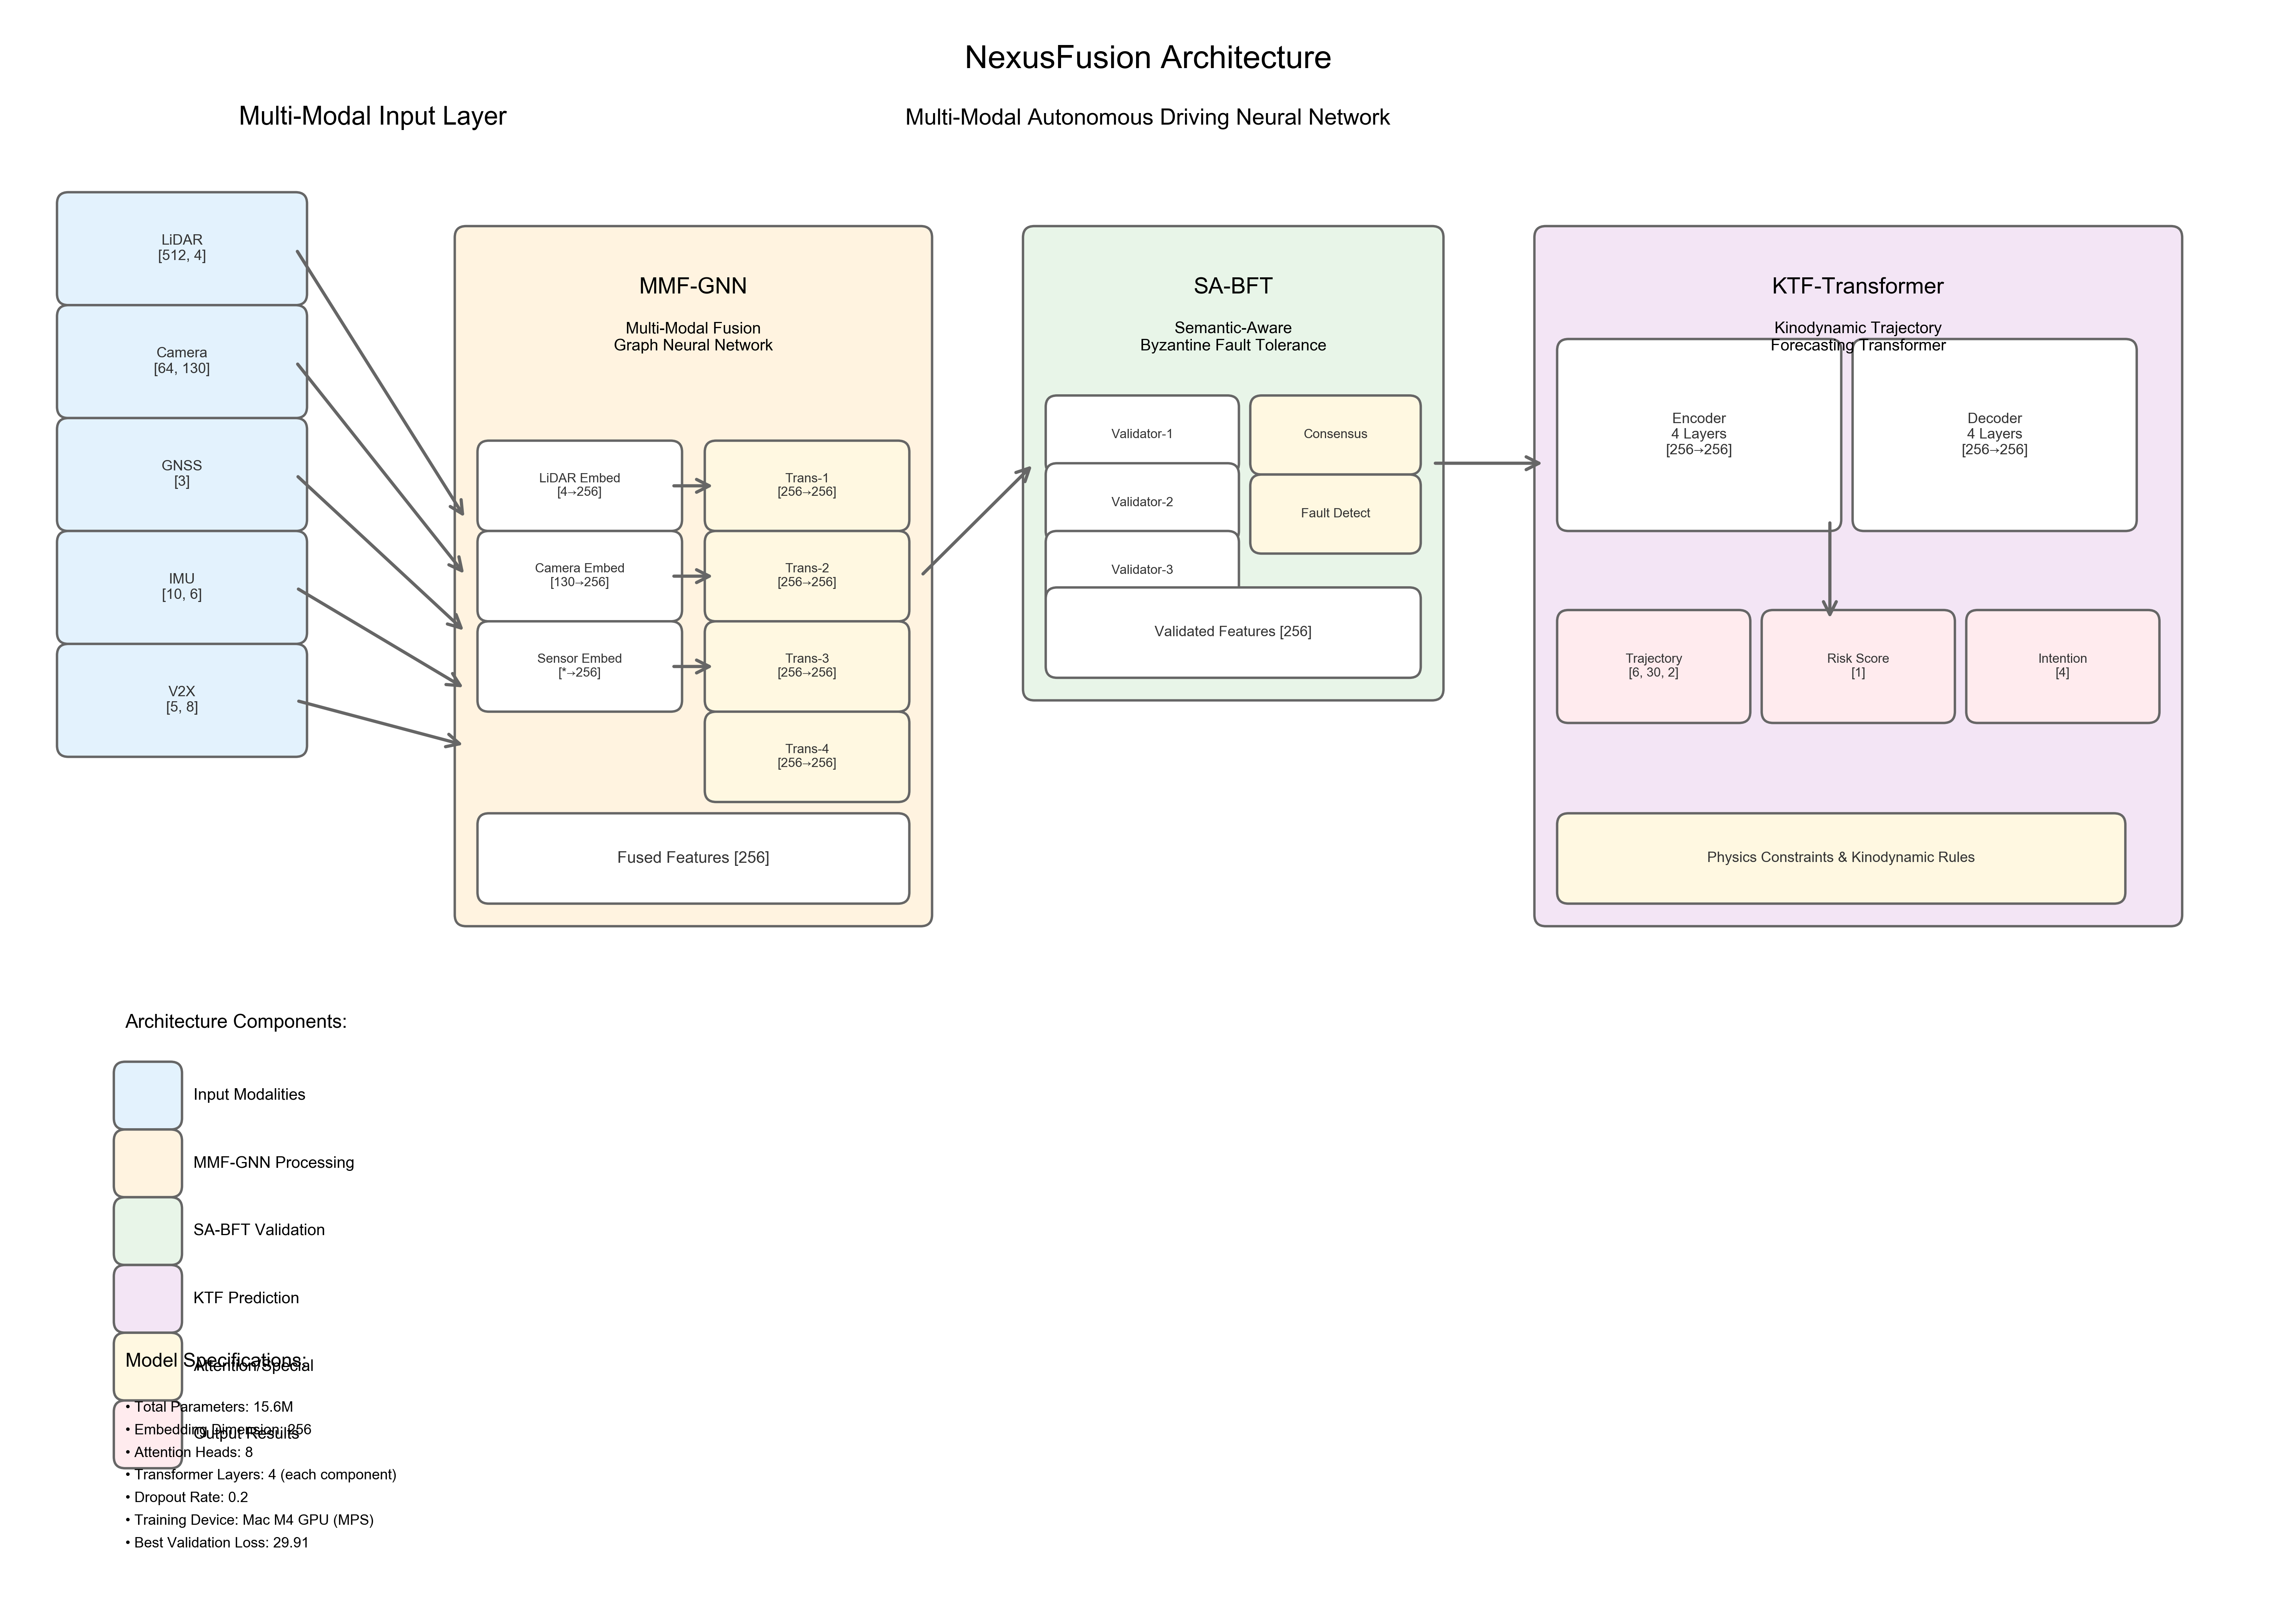 NexusFusion Architecture
Multi-Modal Input Layer
Multi-Modal Autonomous Driving Neural Network
LiDAR
[512, 4]
Camera
[64, 130]
GNSS
[3]
IMU
[10, 6]
V2X
[5, 8]
MMF-GNN
Multi-Modal Fusion
Graph Neural Network
LiDAR Embed
[4→256]
Trans-1
[256→256]
Camera Embed
[130→256]
Trans-2
[256→256]
Sensor Embed
[*→256]
Trans-3
[256→256]
Trans-4
[256→256]
Fused Features [256]
SA-BFT
Semantic-Aware
Byzantine Fault Tolerance
Validator-1
Consensus
Validator-2
Fault Detect
Validator-3
Validated Features [256]
KTF-Transformer
Kinodynamic Trajectory
Forecasting Transformer
Encoder
4 Layers
[256→256]
Decoder
4 Layers
[256→256]
Trajectory
[6, 30, 2]
Risk Score
[1]
Intention
[4]
Physics Constraints & Kinodynamic Rules
Architecture Components:
Input Modalities
MMF-GNN Processing
SA-BFT Validation
KTF Prediction
Attention/Special
Output Results
Model Specifications:
• Total Parameters: 15.6M
• Embedding Dimension: 256
• Attention Heads: 8
• Transformer Layers: 4 (each component)
• Dropout Rate: 0.2
• Training Device: Mac M4 GPU (MPS)
• Best Validation Loss: 29.91